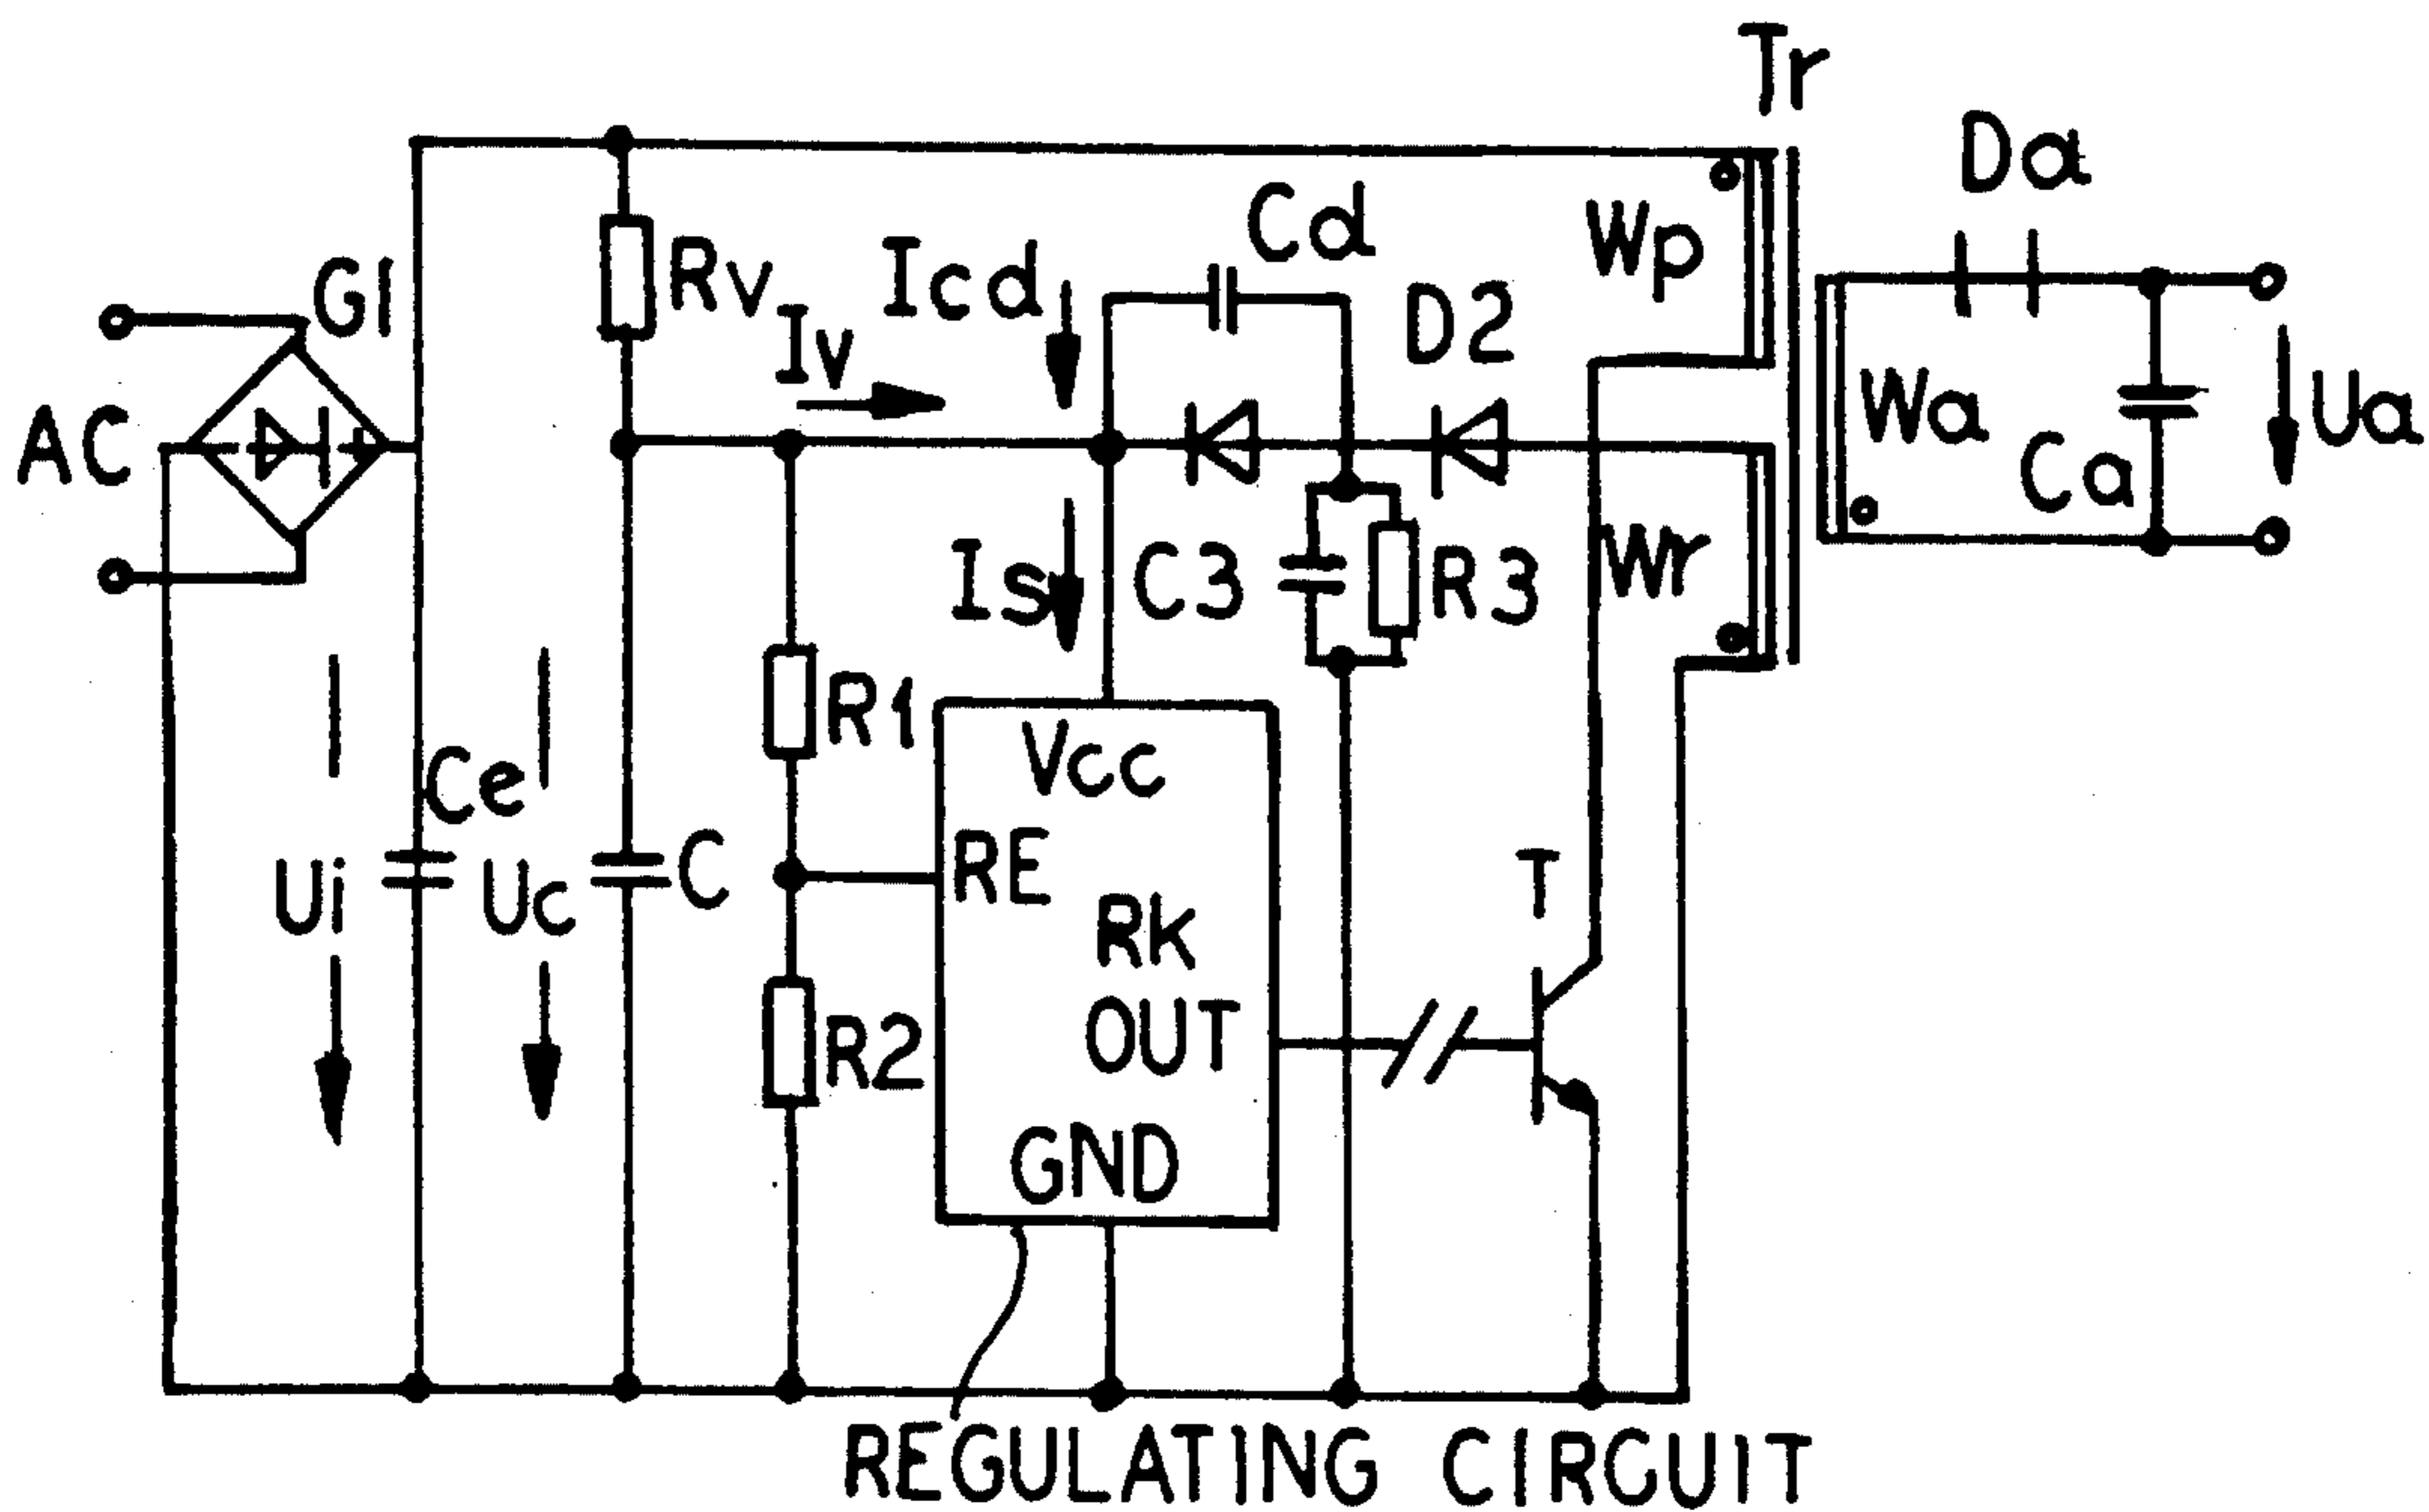 Tr
Da
Cd
Wp
Gl
Rv
Icd
Iv
D2
AC
Wa
Ua
Ca
Is
C3
R3
Wr
R1
Vcc
Ce
RE
Ui
Uc
C
T
Rk
OUT
R2
GND
REGULATING CIRCUIT